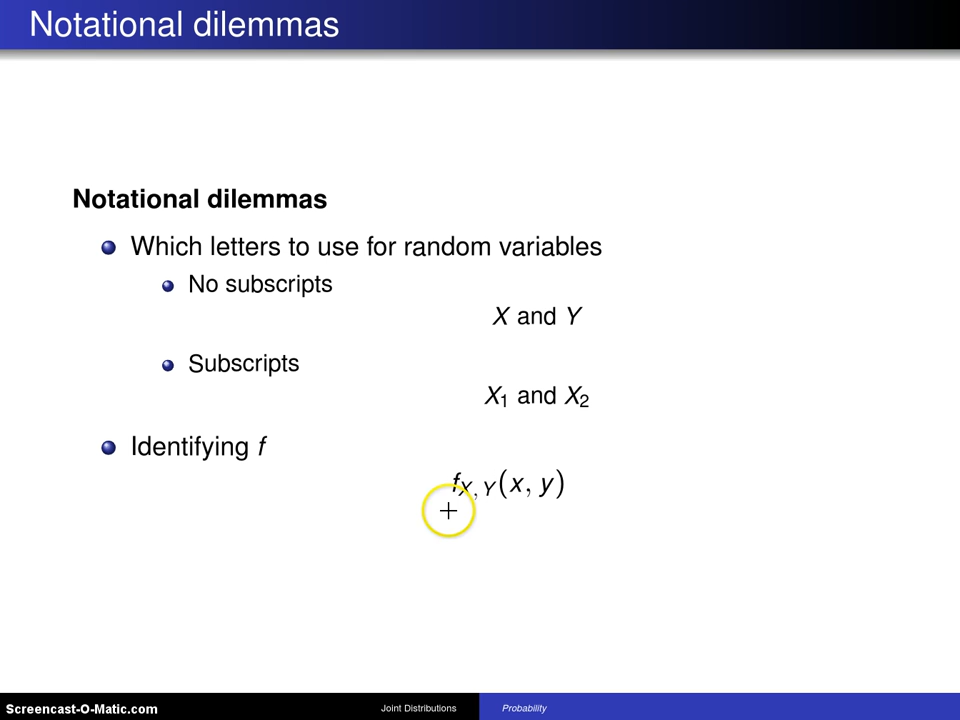 Notational dilemmas
Notational dilemmas
Which letters to use for random variables
No subscripts
X and Y
Subscripts
X₁ and X₂
Identifying f
f_{X, Y}(x, y)
Screencast-O-Matic.com
Joint Distributions
Probability